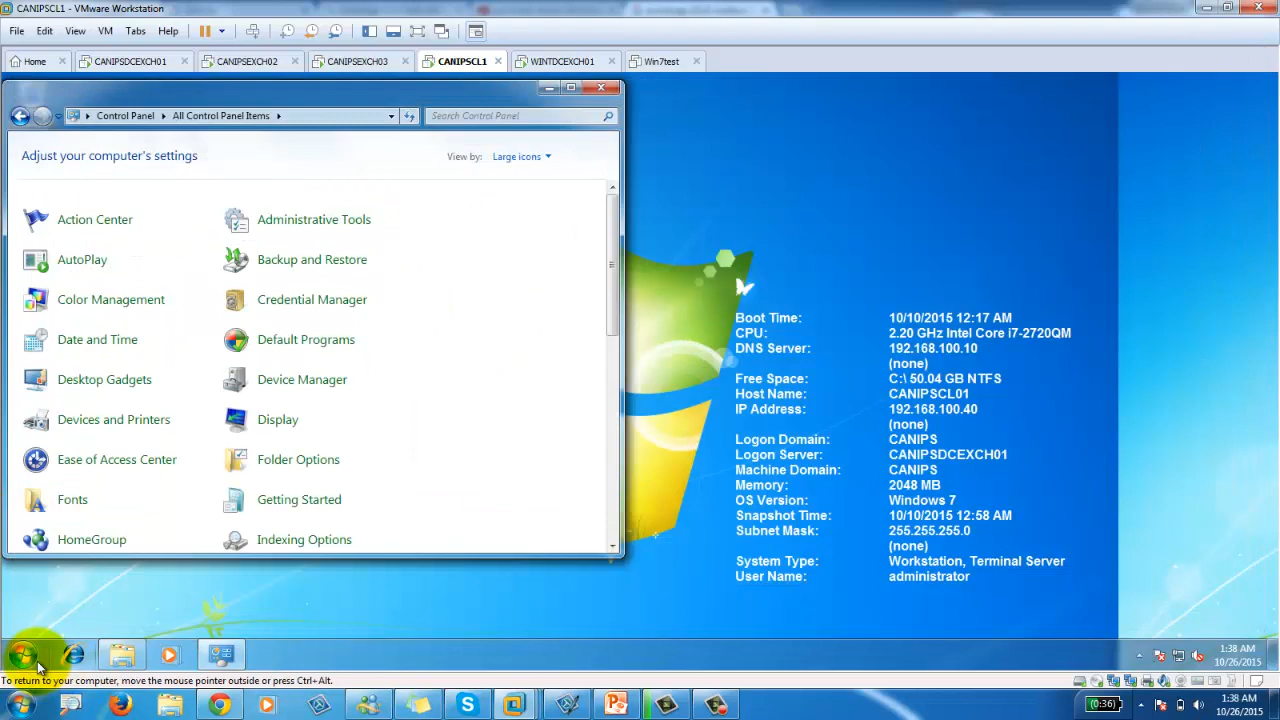 CANIPSCL1 - VMware Workstation
File Edit View VM Tabs Help
Home CANIPSDCEXCH01 CANIPSEXCH02 CANIPSEXCH03 CANIPSCL1 WINTDCEXCH01 Win7test
Control Panel All Control Panel Items Search Control Panel
Adjust your computer's settings View by: Large icons
Action Center Administrative Tools
AutoPlay Backup and Restore
Color Management Credential Manager
Date and Time Default Programs
Desktop Gadgets Device Manager
Devices and Printers Display
Ease of Access Center Folder Options
Fonts Getting Started
HomeGroup Indexing Options
Boot Time: 10/10/2015 12:17 AM
CPU: 2.20 GHz Intel Core i7-2720QM
DNS Server: 192.168.100.10
(none)
Free Space: C:\ 50.04 GB NTFS
Host Name: CANIPSCL01
IP Address: 192.168.100.40
(none)
Logon Domain: CANIPS
Logon Server: CANIPSDCEXCH01
Machine Domain: CANIPS
Memory: 2048 MB
OS Version: Windows 7
Snapshot Time: 10/10/2015 12:58 AM
Subnet Mask: 255.255.255.0
(none)
System Type: Workstation, Terminal Server
User Name: administrator
1:38 AM
10/26/2015
To return to your computer, move the mouse pointer outside or press Ctrl+Alt.
(0:36)
1:38 AM
10/26/2015